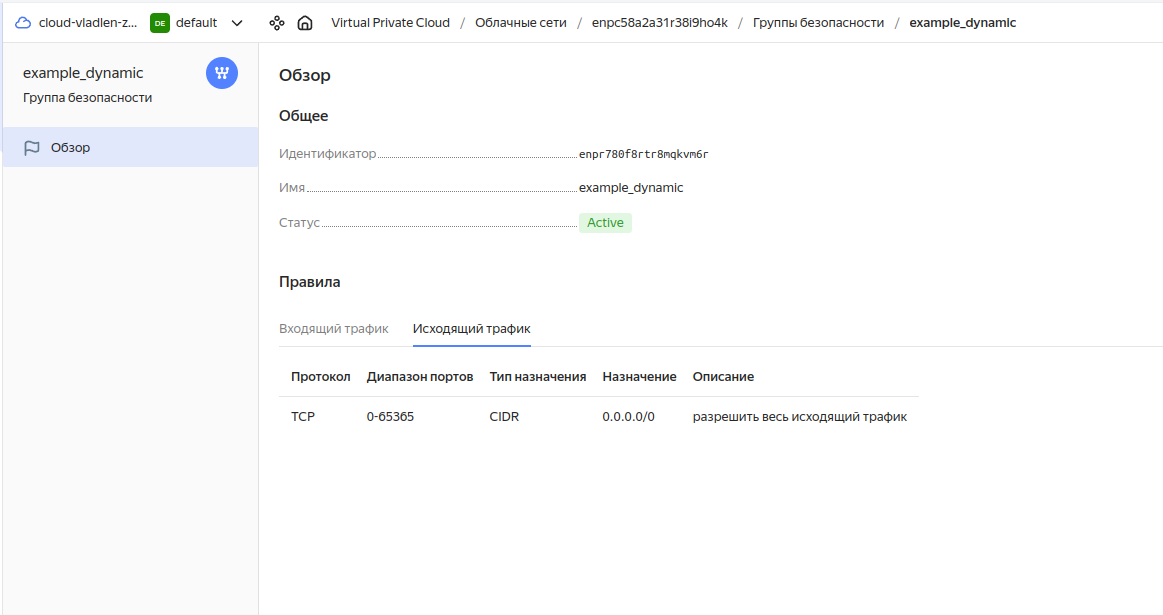 cloud-vladlen-z... DE default Virtual Private Cloud / Облачные сети / enpc58a2a31r38i9ho4k / Группы безопасности / example_dynamic
example_dynamic
Группа безопасности
Обзор
Обзор
Общее
Идентификатор enpr780f8rtr8mqkvm6r
Имя example_dynamic
Статус Active
Правила
Входящий трафик Исходящий трафик
Протокол Диапазон портов Тип назначения Назначение Описание
TCP 0-65365 CIDR 0.0.0.0/0 разрешить весь исходящий трафик